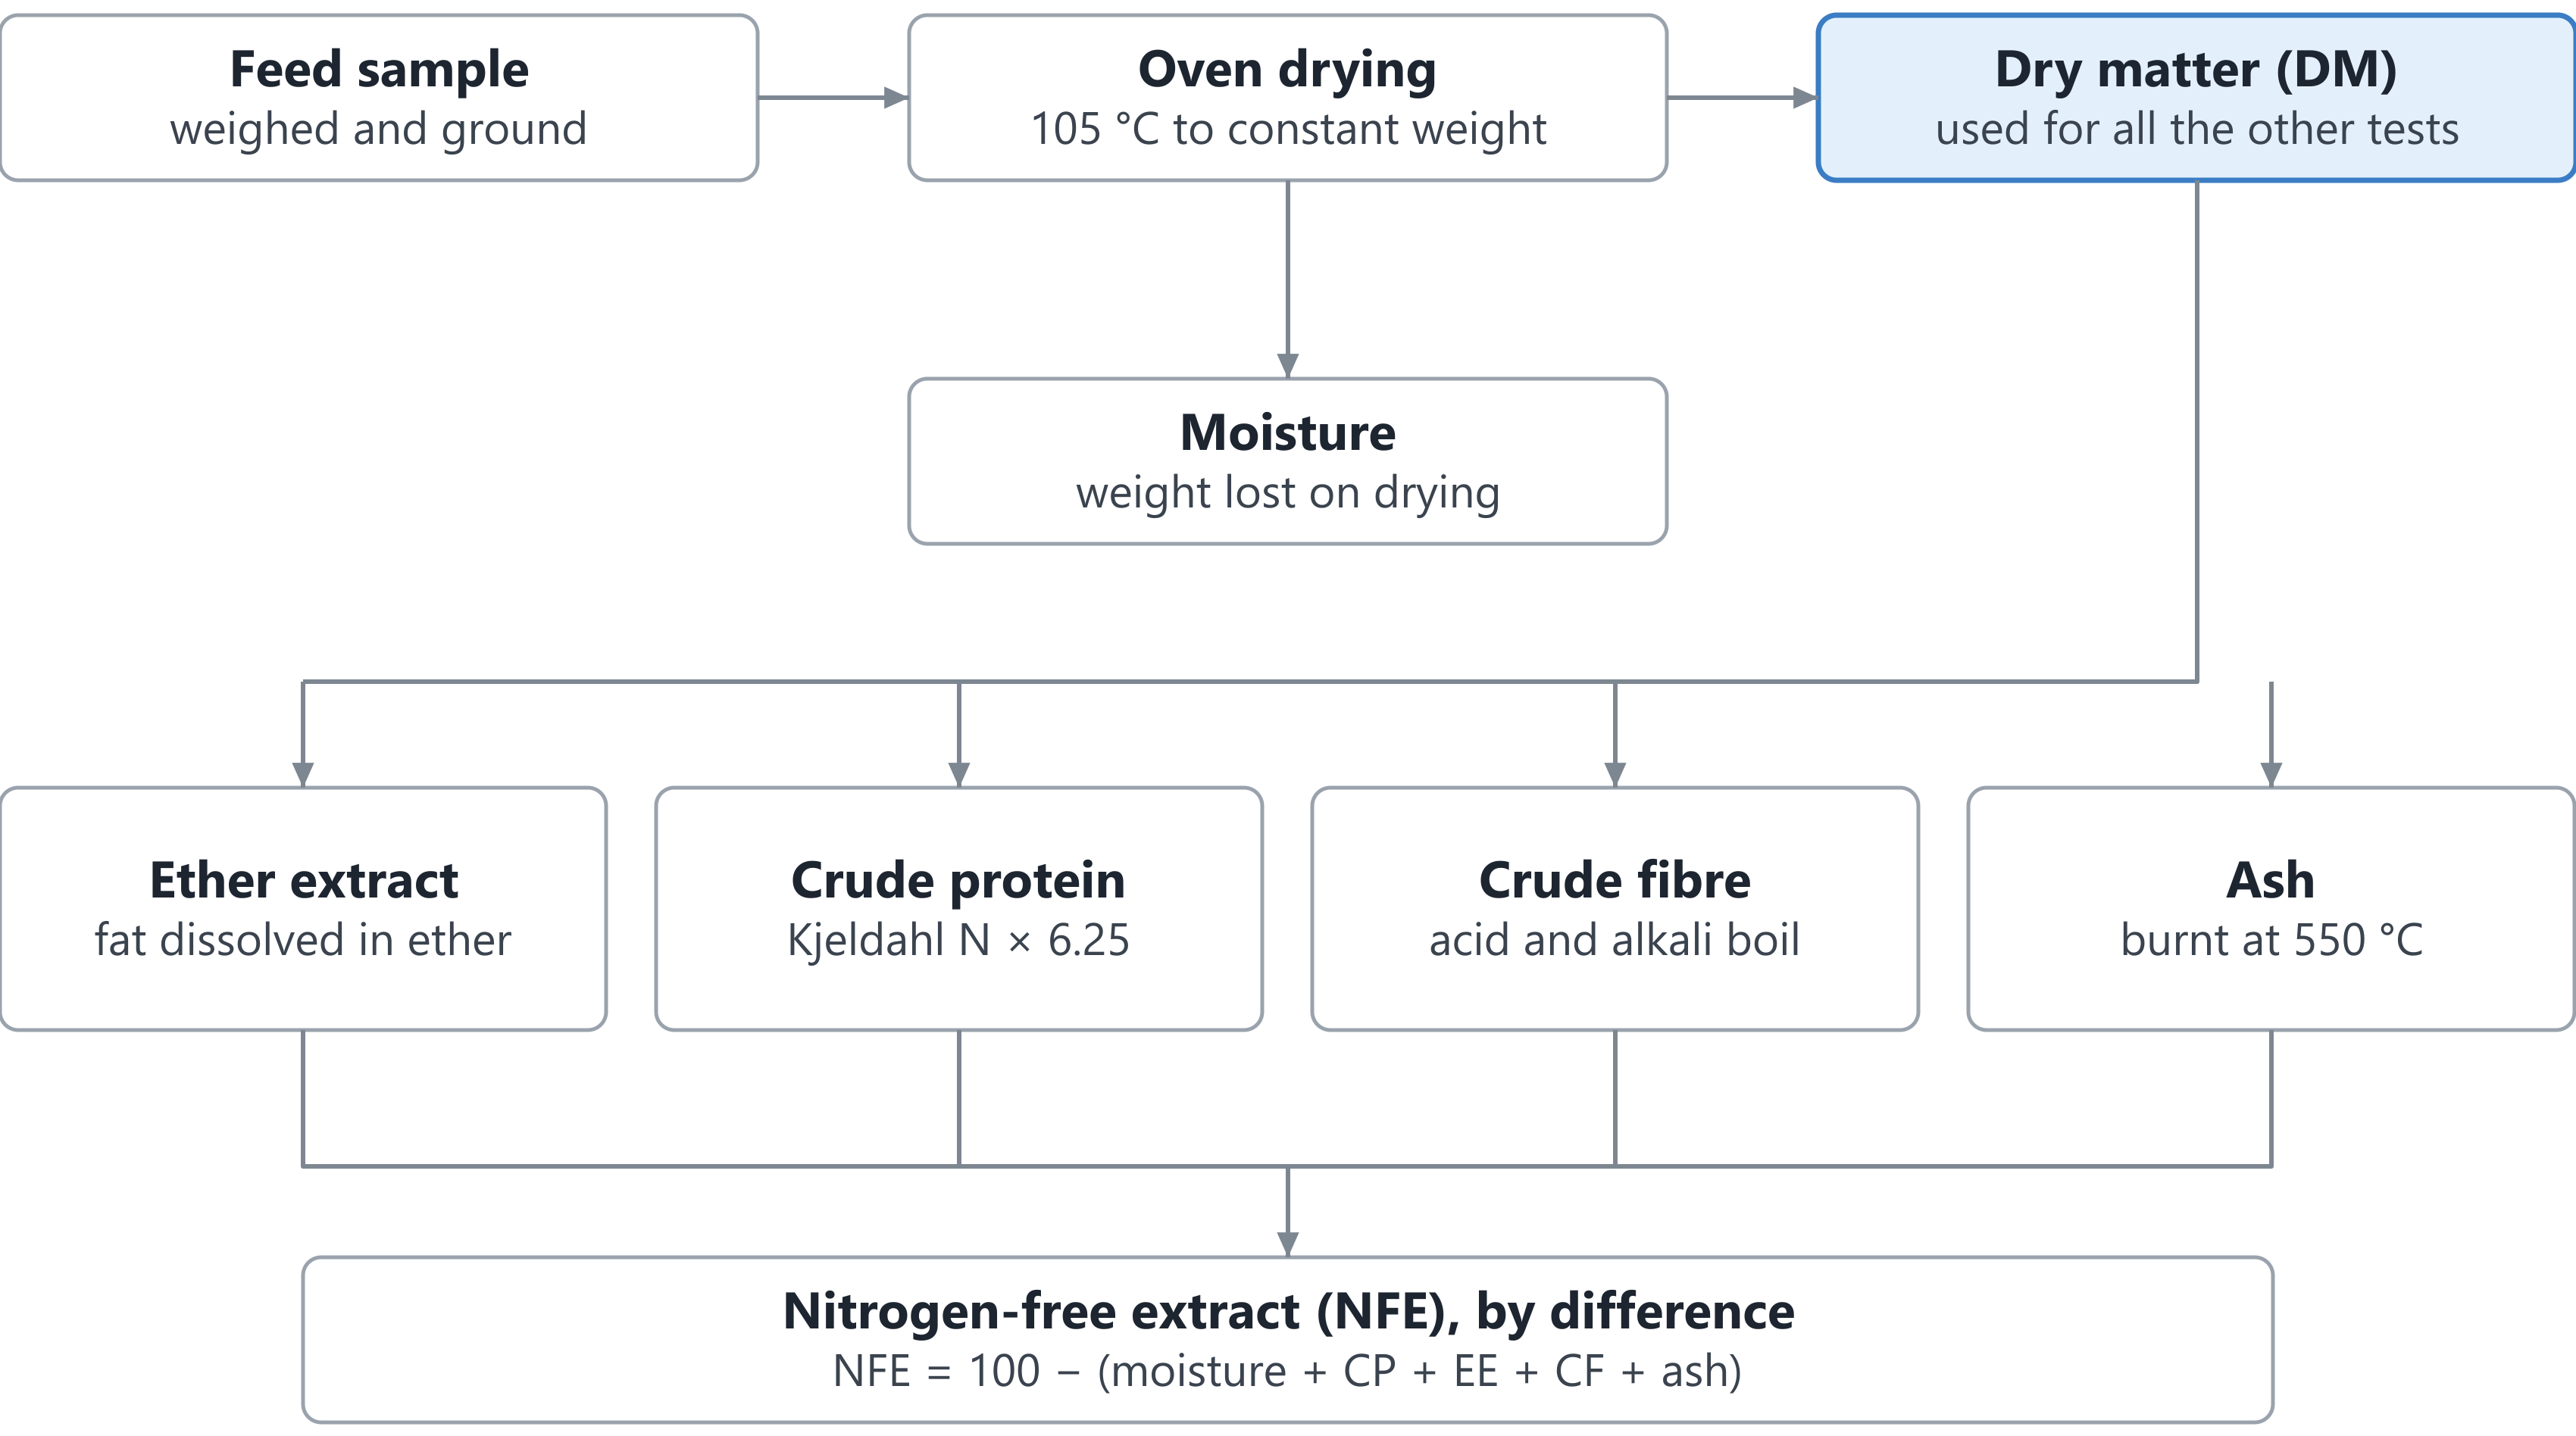 Feed sample
weighed and ground
Oven drying
105 °C to constant weight
Dry matter (DM)
used for all the other tests
Moisture
weight lost on drying
Ether extract
fat dissolved in ether
Crude protein
Kjeldahl N × 6.25
Crude fibre
acid and alkali boil
Ash
burnt at 550 °C
Nitrogen-free extract (NFE), by difference
NFE = 100 − (moisture + CP + EE + CF + ash)